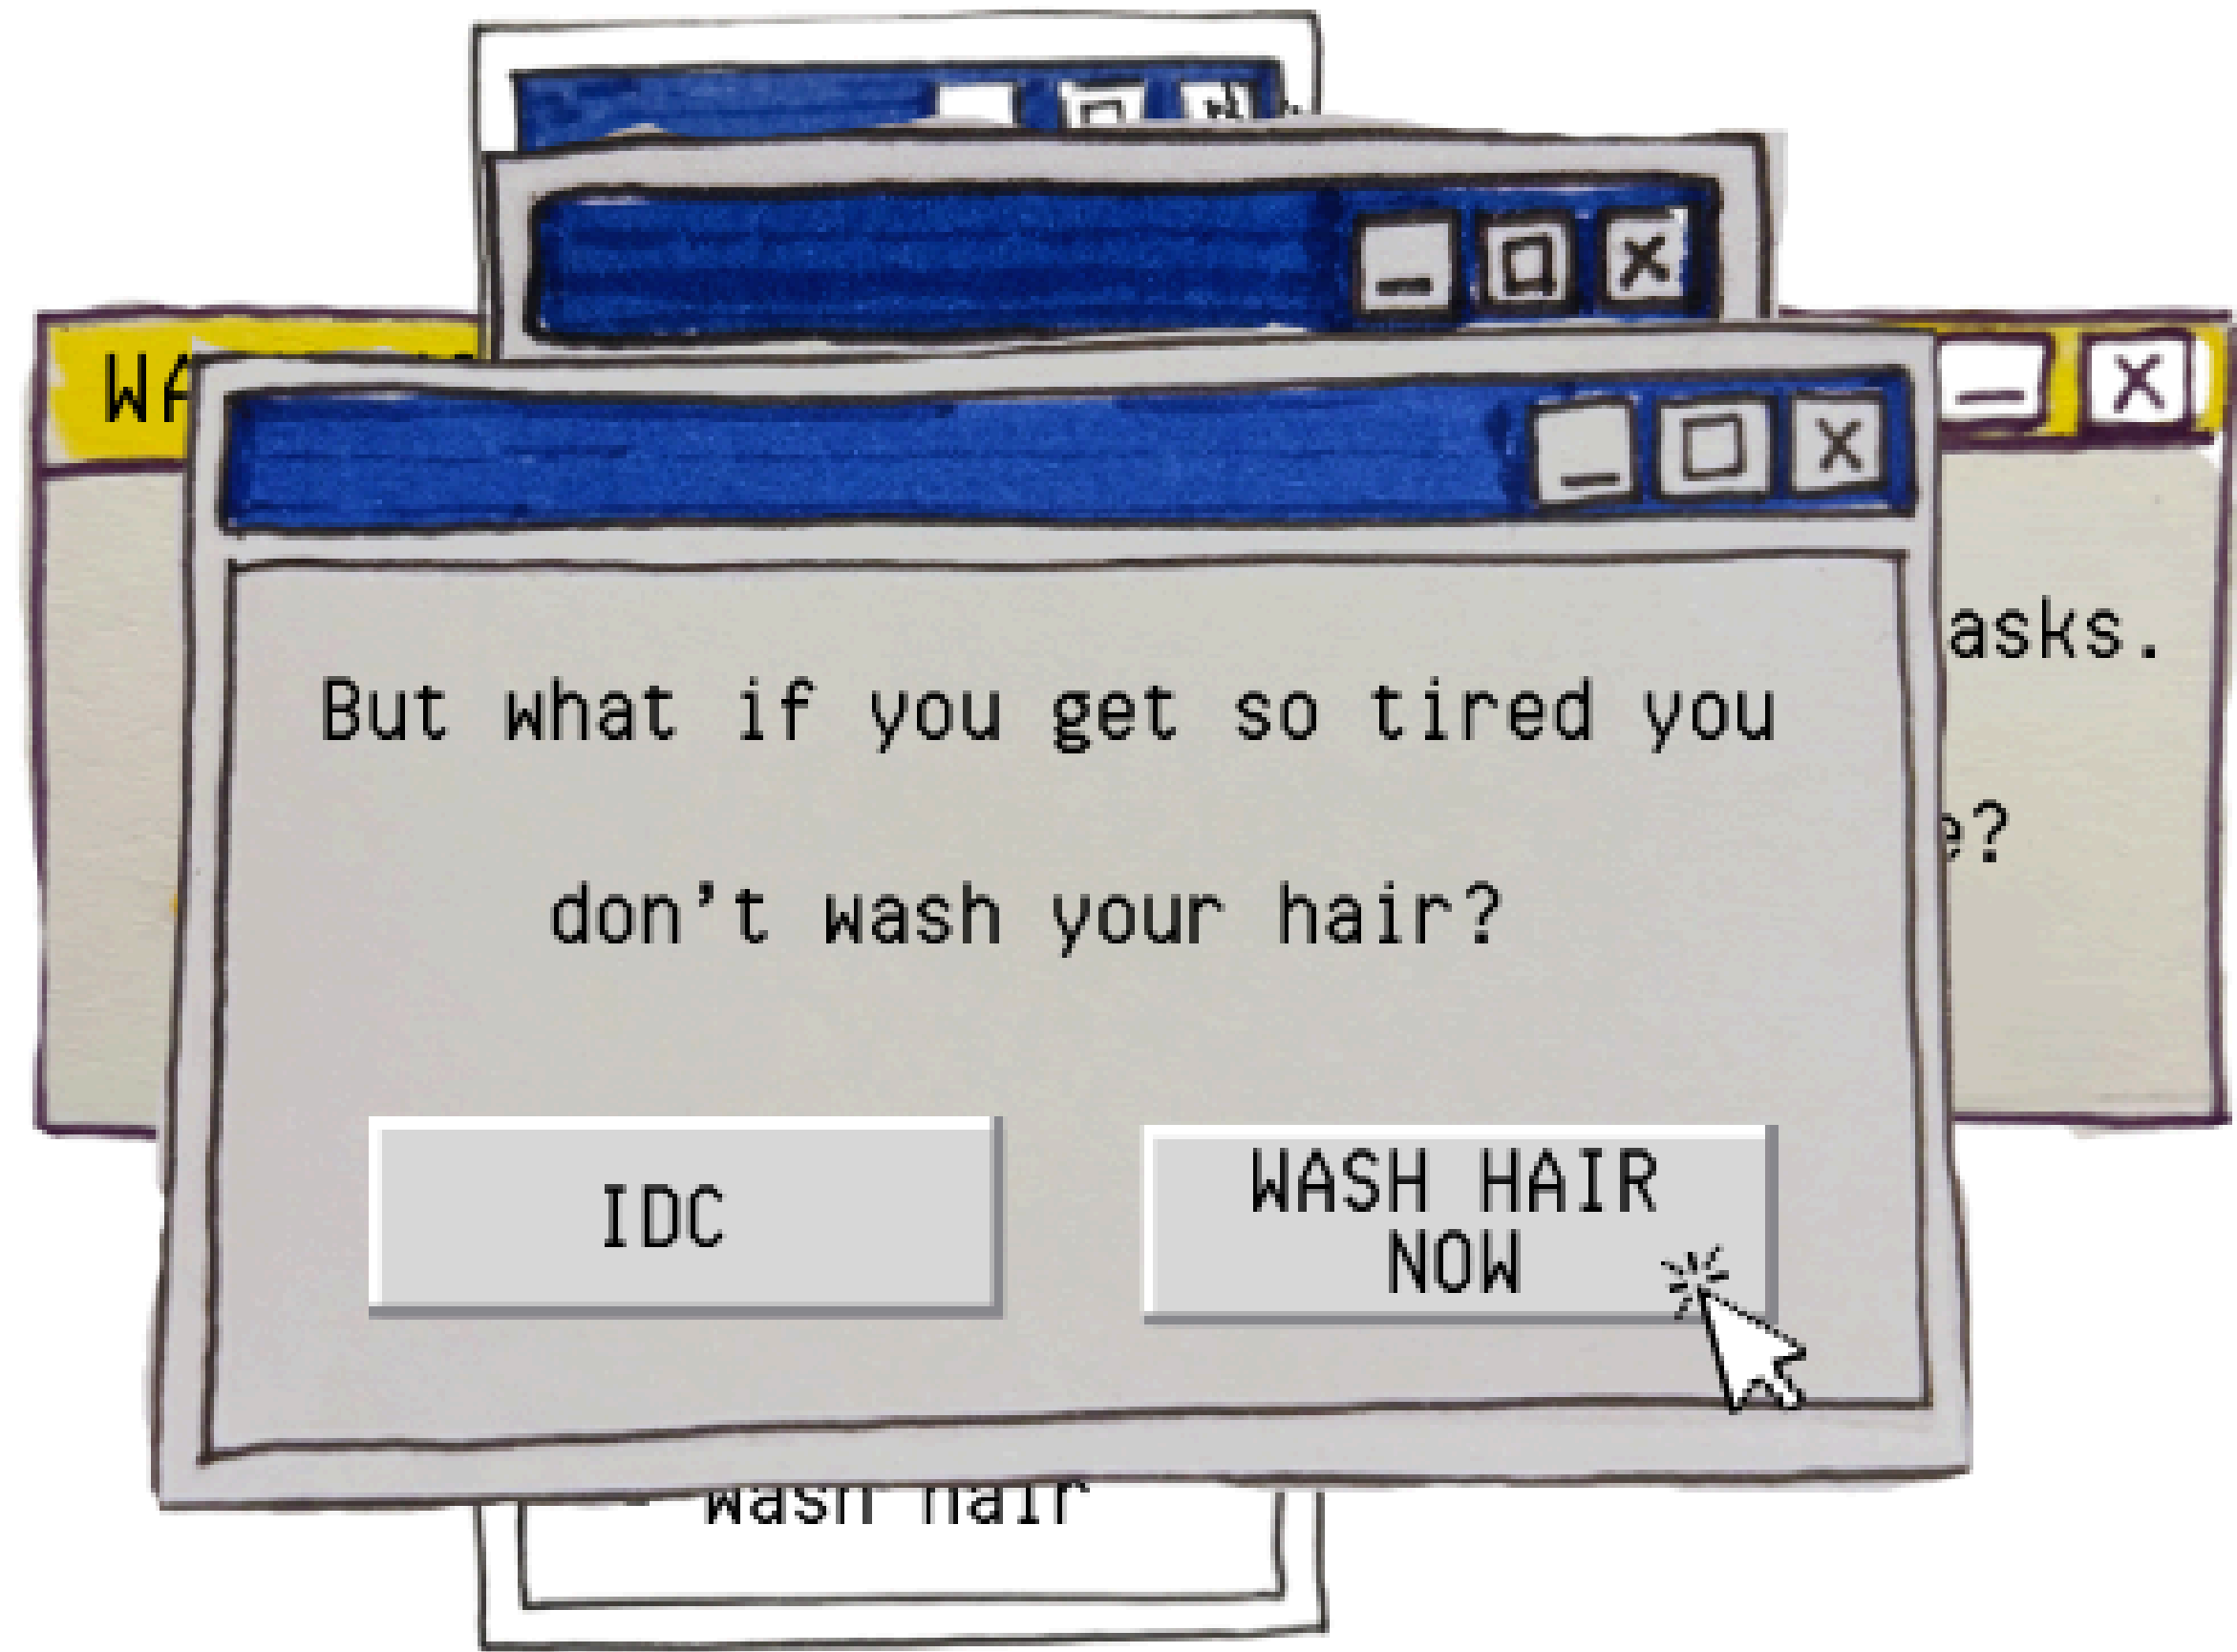 asks.
But what if you get so tired you
don't wash your hair?
IDC
WASH HAIR
NOW
wash hair